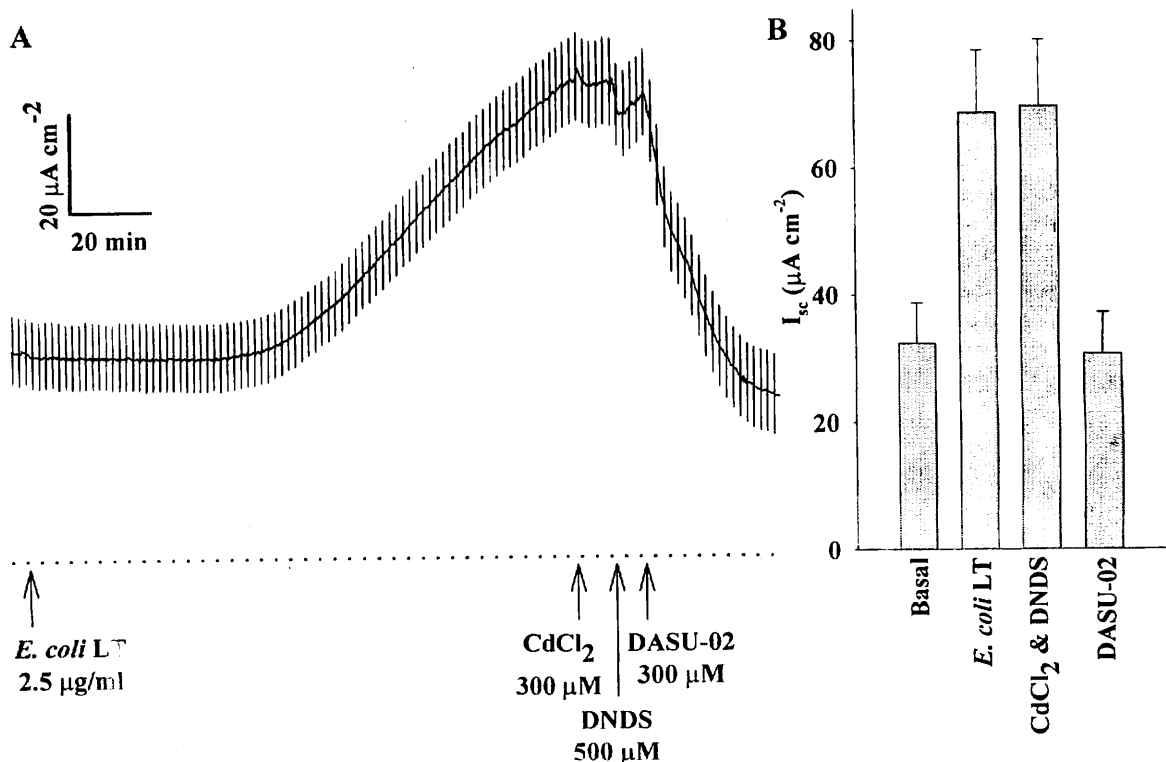 A
20 μA cm-2
20 min
E. coli LT
2.5 μg/ml
CdCl2
300 μM
DNDS
500 μM
DASU-02
300 μM
B
80
60
40
20
0
Isc (μA cm-2)
Basal
E. coli LT
CdCl2 & DNDS
DASU-02